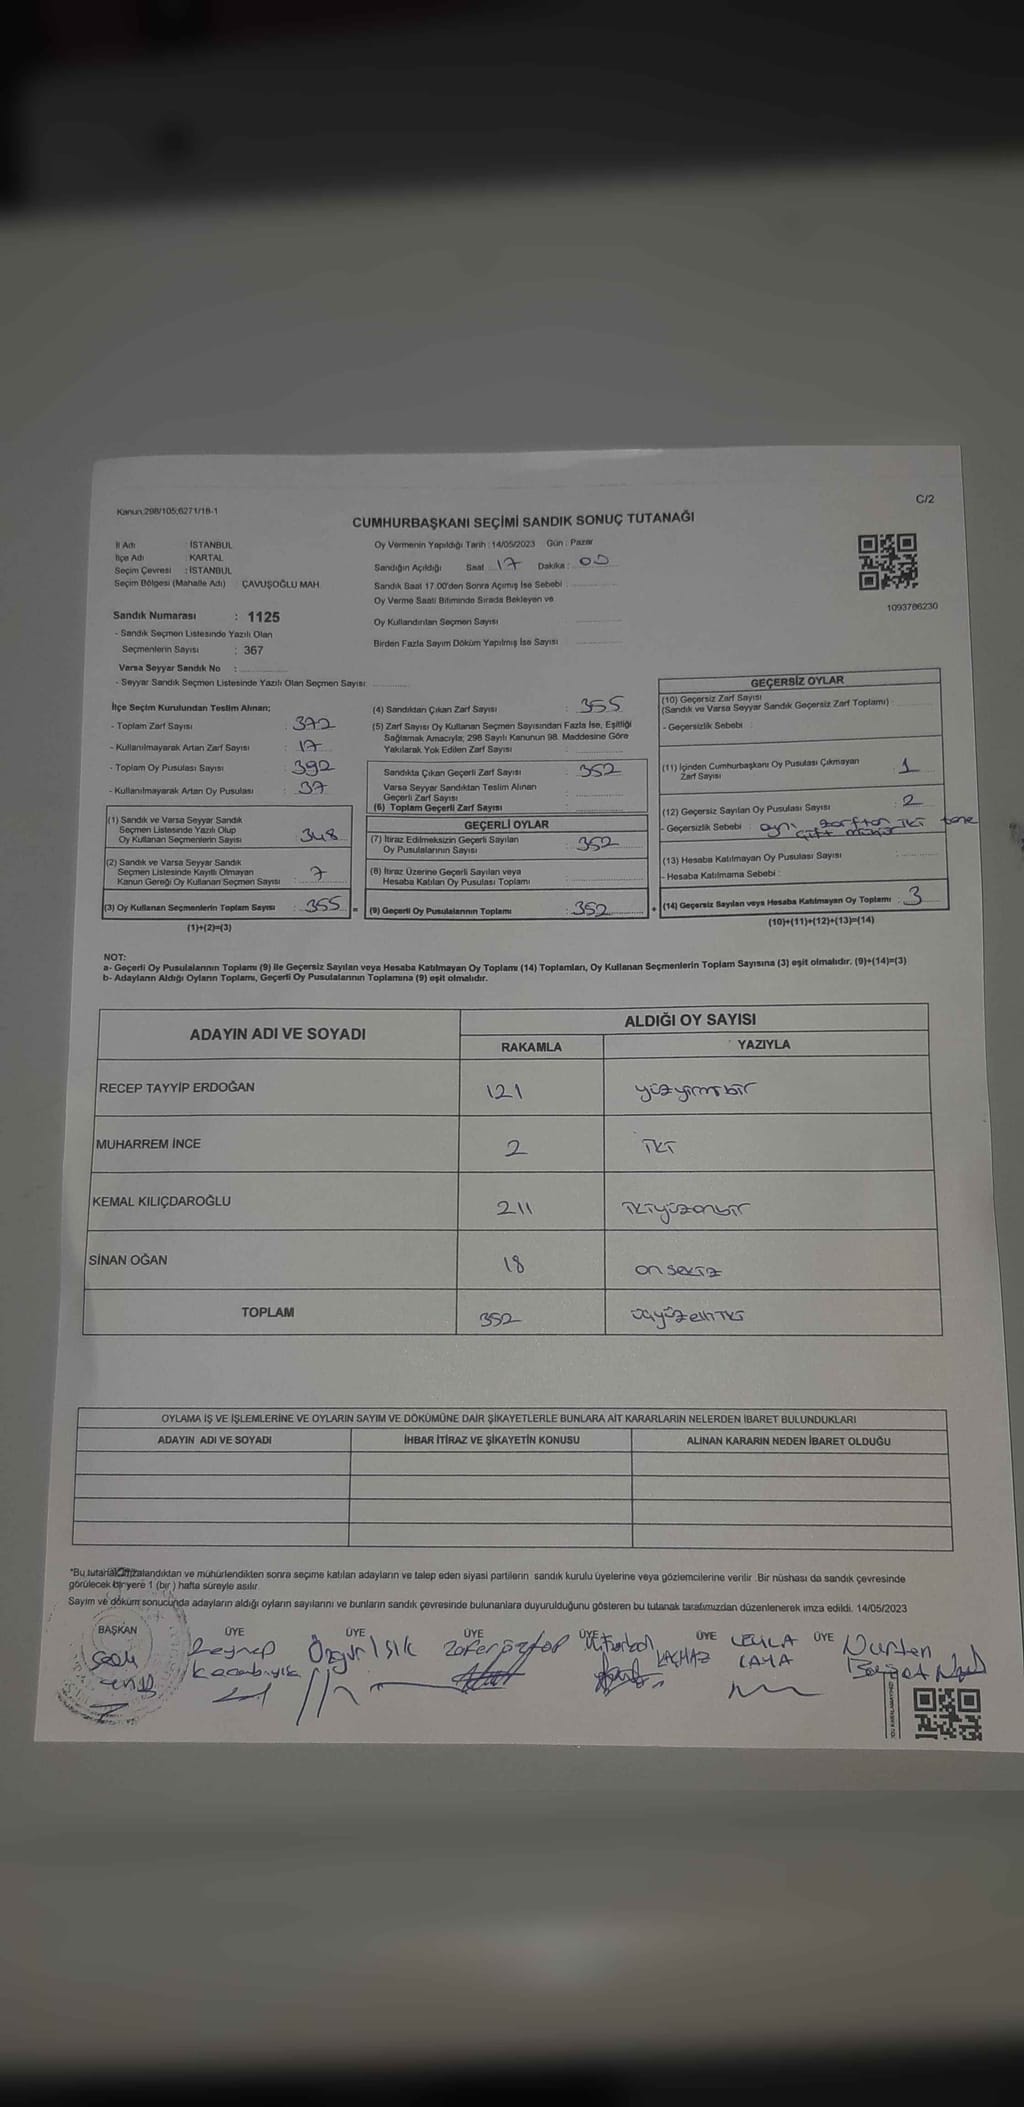 Kanun:298/105;6271/18-1
C/2
CUMHURBAŞKANI SEÇİMİ SANDIK SONUÇ TUTANAĞI
İl Adı : İSTANBUL
İlçe Adı : KARTAL
Seçim Çevresi : İSTANBUL
Seçim Bölgesi (Mahalle Adı) ÇAVUŞOĞLU MAH.
Oy Vermenin Yapıldığı Tarih : 14/05/2023 Gün : Pazar
Sandığın Açıldığı Saat : 17 Dakika : 00
Sandık Saat 17.00'den Sonra Açımış İse Sebebi :
Oy Verme Saati Bitiminde Sırada Bekleyen ve
Oy Kullandırılan Seçmen Sayısı
Birden Fazla Sayım Döküm Yapılmış İse Sayısı
1093786230
Sandık Numarası : 1125
- Sandık Seçmen Listesinde Yazılı Olan
Seçmenlerin Sayısı : 367
Varsa Seyyar Sandık No :
- Seyyar Sandık Seçmen Listesinde Yazılı Olan Seçmen Sayısı:
İlçe Seçim Kurulundan Teslim Alınan;
- Toplam Zarf Sayısı : 372
- Kullanılmayarak Artan Zarf Sayısı : 17
- Toplam Oy Pusulası Sayısı : 392
- Kullanılmayarak Artan Oy Pusulası : 37
(1) Sandık ve Varsa Seyyar Sandık
Seçmen Listesinde Yazılı Olup
Oy Kullanan Seçmenlerin Sayısı : 348
(2) Sandık ve Varsa Seyyar Sandık
Seçmen Listesinde Kayıtlı Olmayan
Kanun Gereği Oy Kullanan Seçmen Sayısı : 7
(3) Oy Kullanan Seçmenlerin Toplam Sayısı : 355 =
(1)+(2)=(3)
(4) Sandıktan Çıkan Zarf Sayısı : 355
(5) Zarf Sayısı Oy Kullanan Seçmen Sayısından Fazla İse, Eşitliği
Sağlamak Amacıyla; 298 Sayılı Kanunun 98. Maddesine Göre
Yakılarak Yok Edilen Zarf Sayısı :
Sandıkta Çıkan Geçerli Zarf Sayısı : 352
Varsa Seyyar Sandıktan Teslim Alınan
Geçerli Zarf Sayısı :
(6) Toplam Geçerli Zarf Sayısı :
GEÇERLİ OYLAR
(7) İtiraz Edilmeksizin Geçerli Sayılan
Oy Pusulalarının Sayısı : 352
(8) İtiraz Üzerine Geçerli Sayılan veya
Hesaba Katılan Oy Pusulası Toplamı :
(9) Geçerli Oy Pusulalarının Toplamı : 352 +
GEÇERSİZ OYLAR
(10) Geçersiz Zarf Sayısı
(Sandık ve Varsa Seyyar Sandık Geçersiz Zarf Toplamı)
- Geçersizlik Sebebi :
(11) İçinden Cumhurbaşkanı Oy Pusulası Çıkmayan
Zarf Sayısı : 1
(12) Geçersiz Sayılan Oy Pusulası Sayısı : 2
- Geçersizlik Sebebi : aynı zarftan iki tane
çift mühür
(13) Hesaba Katılmayan Oy Pusulası Sayısı :
- Hesaba Katılmama Sebebi :
(14) Geçersiz Sayılan veya Hesaba Katılmayan Oy Toplamı : 3
(10)+(11)+(12)+(13)=(14)
NOT:
a- Geçerli Oy Pusulalarının Toplamı (9) ile Geçersiz Sayılan veya Hesaba Katılmayan Oy Toplamı (14) Toplamları, Oy Kullanan Seçmenlerin Toplam Sayısına (3) eşit olmalıdır. (9)+(14)=(3)
b- Adayların Aldığı Oyların Toplamı, Geçerli Oy Pusulalarının Toplamına (9) eşit olmalıdır.
ADAYIN ADI VE SOYADI
ALDIĞI OY SAYISI
RAKAMLA YAZIYLA
RECEP TAYYİP ERDOĞAN 121 yüzyirmibir
MUHARREM İNCE 2 iki
KEMAL KILIÇDAROĞLU 211 ikiyüzonbir
SİNAN OĞAN 18 onsekiz
TOPLAM 352 üçyüzelliiki
OYLAMA İŞ VE İŞLEMLERİNE VE OYLARIN SAYIM VE DÖKÜMÜNE DAİR ŞİKAYETLERLE BUNLARA AİT KARARLARIN NELERDEN İBARET BULUNDUKLARI
ADAYIN ADI VE SOYADI İHBAR İTİRAZ VE ŞİKAYETİN KONUSU ALINAN KARARIN NEDEN İBARET OLDUĞU
*Bu tutanak imzalandıktan ve mühürlendikten sonra seçime katılan adayların ve talep eden siyasi partilerin sandık kurulu üyelerine veya gözlemcilerine verilir. Bir nüshası da sandık çevresinde
görülecek bir yere 1 (bir) hafta süreyle asılır.
Sayım ve döküm sonucunda adayların aldığı oyların sayılarını ve bunların sandık çevresinde bulunanlara duyurulduğunu gösteren bu tutanak tarafımızdan düzenlenerek imza edildi. 14/05/2023
BAŞKAN ÜYE ÜYE ÜYE ÜYE ÜYE ÜYE
Zeynep Özgür Işık Zafer Öztop LEYLA Nurten
KAÇMAZ KAYA